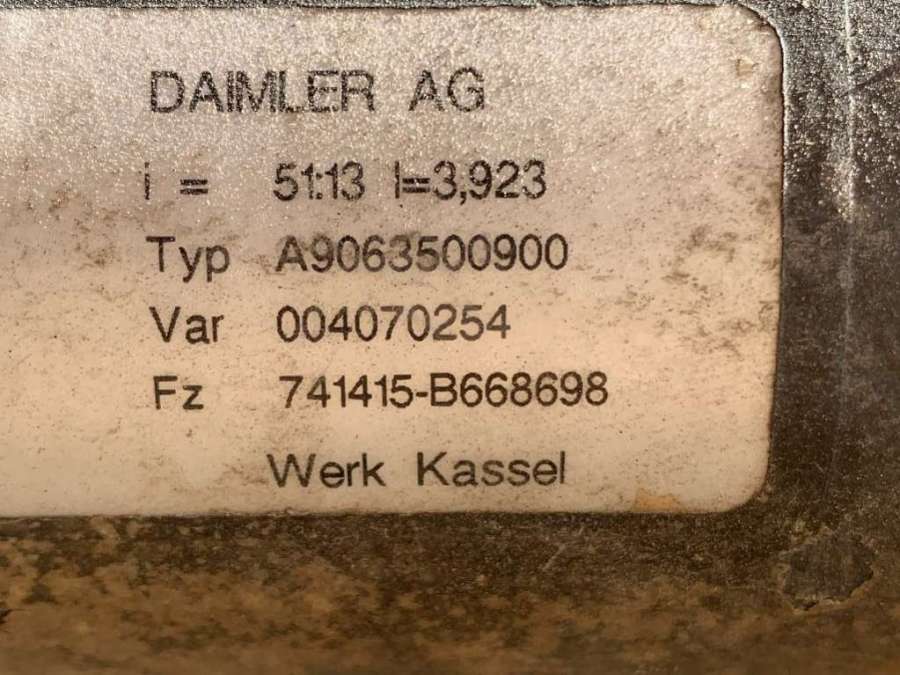 DAIMLER AG
i = 51:13 I=3,923
Typ A9063500900
Var 004070254
Fz 741415-B668698
Werk Kassel